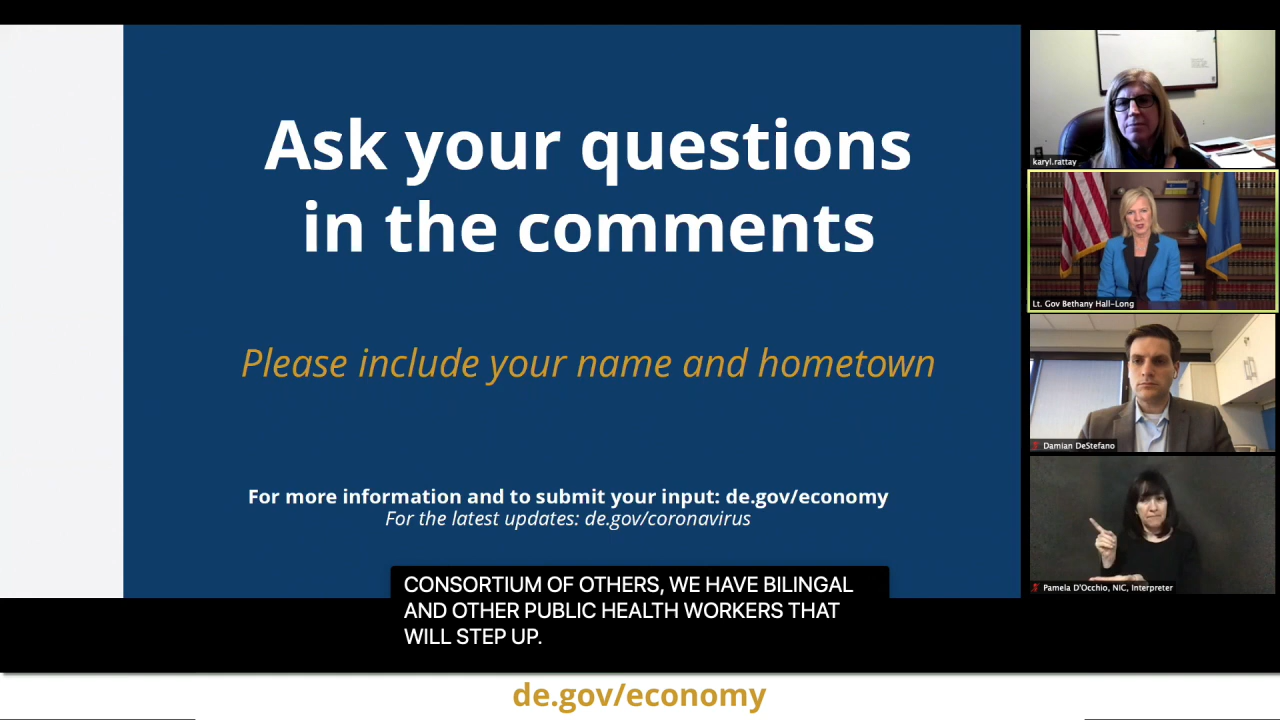 Ask your questions
in the comments
Please include your name and hometown
For more information and to submit your input: de.gov/economy
For the latest updates: de.gov/coronavirus
karyl.rattay
Lt. Gov Bethany Hall-Long
Damian DeStefano
Pamela D'Occhio, NIC, Interpreter
CONSORTIUM OF OTHERS, WE HAVE BILINGAL
AND OTHER PUBLIC HEALTH WORKERS THAT
WILL STEP UP.
de.gov/economy